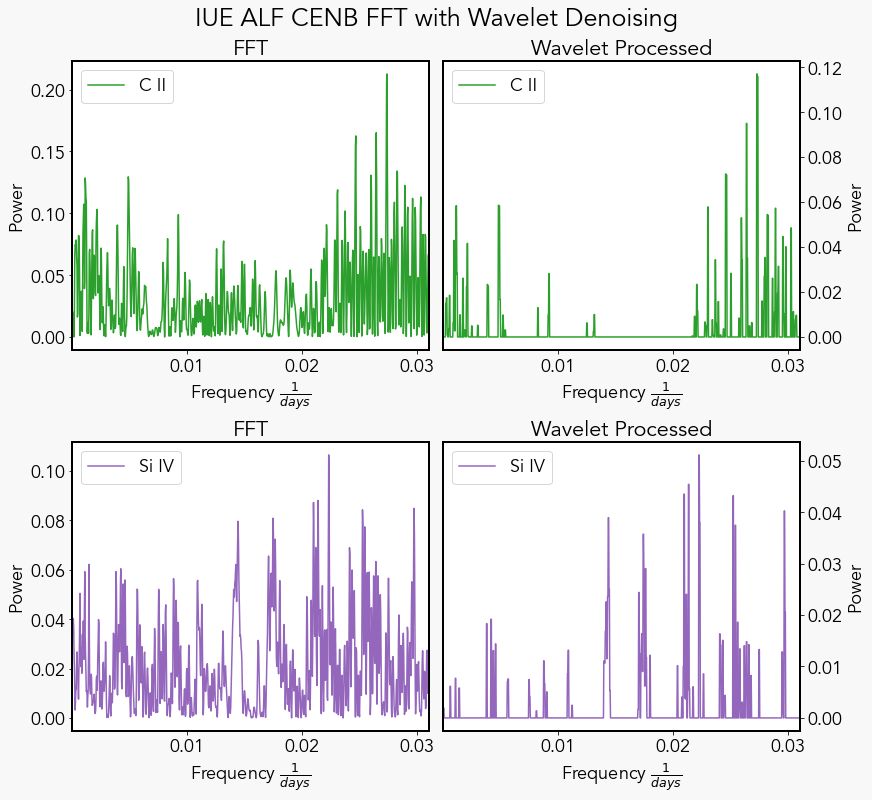 IUE ALF CENB FFT with Wavelet Denoising
FFT
Wavelet Processed
C II
C II
0.20
0.15
0.10
0.05
0.00
Power
0.12
0.10
0.08
0.06
0.04
0.02
0.00
Power
0.01 0.02 0.03
0.01 0.02 0.03
Frequency 1/days
Frequency 1/days
FFT
Wavelet Processed
Si IV
Si IV
0.10
0.08
0.06
0.04
0.02
0.00
Power
0.05
0.04
0.03
0.02
0.01
0.00
Power
0.01 0.02 0.03
0.01 0.02 0.03
Frequency 1/days
Frequency 1/days